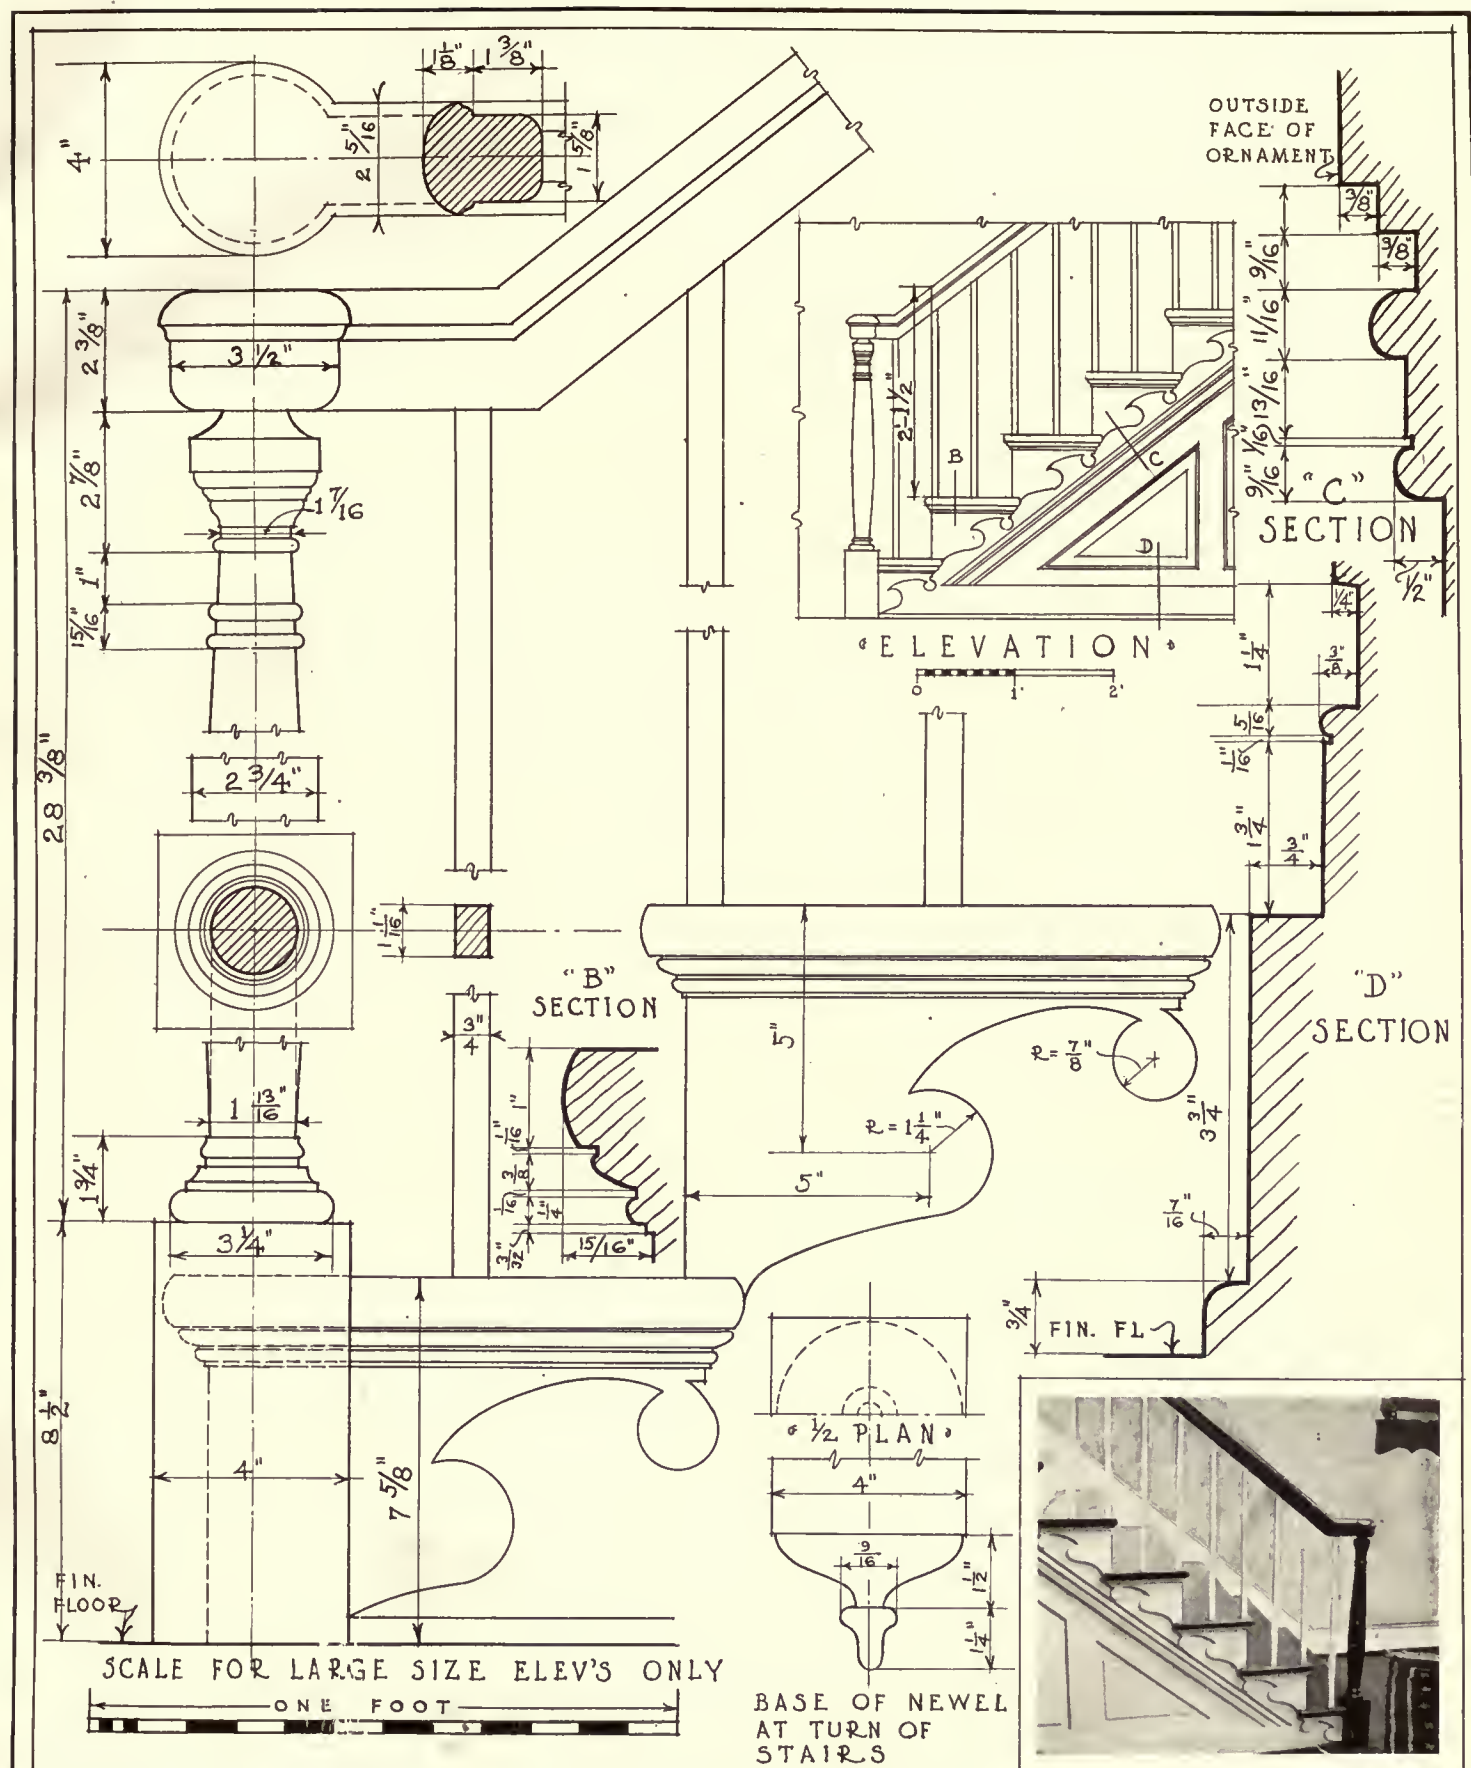 1 1/8"
1 3/8"
4"
2 5/16"
1 5/8"
OUTSIDE
FACE OF
ORNAMENT
3/8"
3/8"
9/16"
11/16"
13/16"
1/16"
9/16"
"C"
SECTION
1/2"
2 3/8"
3 1/2"
2 7/8"
1 7/16
1"
15/16"
28 3/8"
2 3/4"
2'-1 1/2"
B
C
D
ELEVATION
0 1' 2'
1/4"
1 1/4"
3/8"
5/16
1/16"
1 3/4"
3/4"
1 1/16"
"B"
SECTION
3/4"
"D"
SECTION
5"
R = 7/8"
R = 1 1/4"
5"
3 3/4"
7/16"
3/4"
FIN. FL
1 13/16"
1 3/4"
3 1/4"
1"
1/16"
3/8
1/16
1/4"
3/32"
15/16"
8 1/2"
4"
7 5/8"
FIN.
FLOOR
1/2 PLAN
4"
9/16
1 1/2"
1 1/4"
SCALE FOR LARGE SIZE ELEV'S ONLY
ONE FOOT
BASE OF NEWEL
AT TURN OF
STAIRS